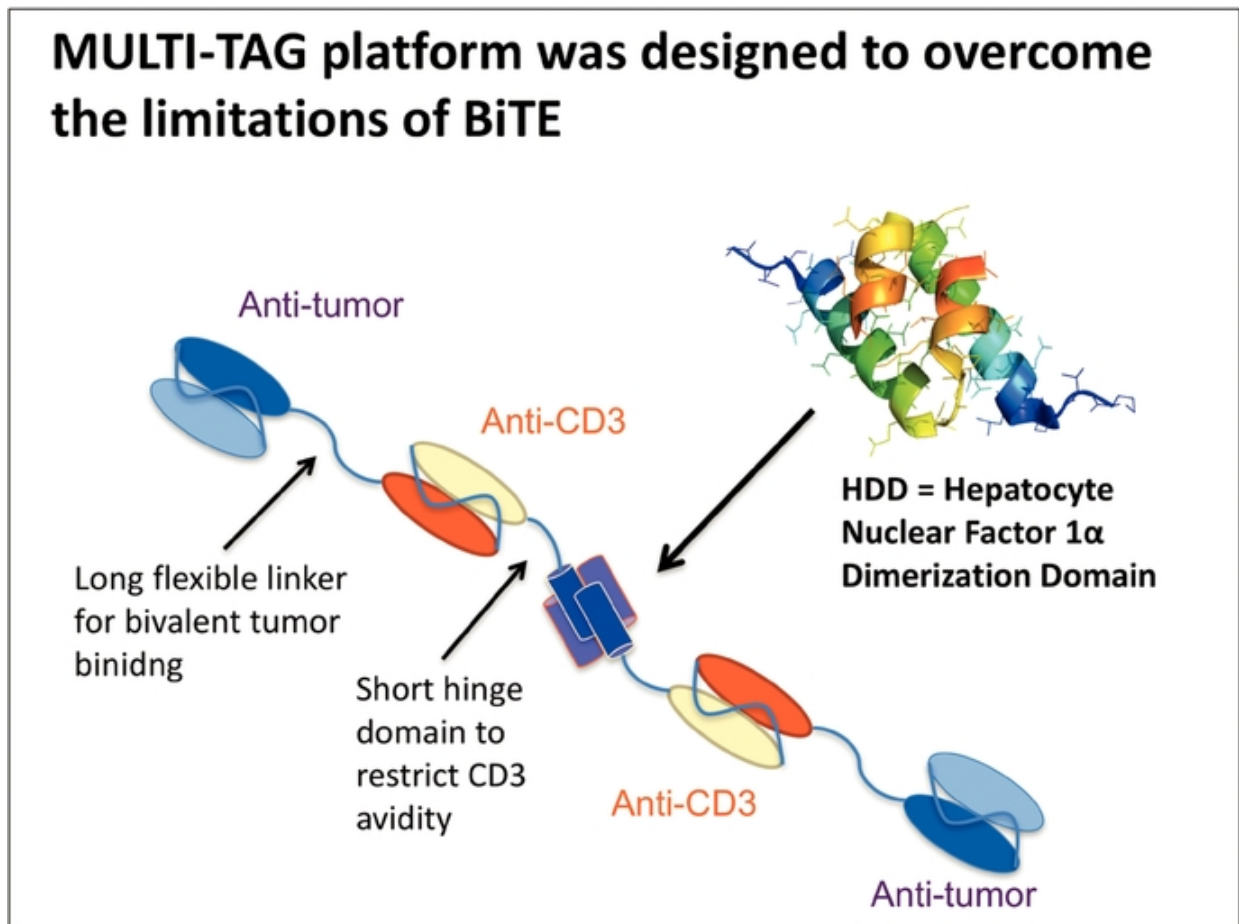 MULTI-TAG platform was designed to overcome
the limitations of BiTE
Anti-tumor
Anti-CD3
HDD = Hepatocyte
Nuclear Factor 1α
Dimerization Domain
Long flexible linker
for bivalent tumor
binidng
Short hinge
domain to
restrict CD3
avidity
Anti-CD3
Anti-tumor